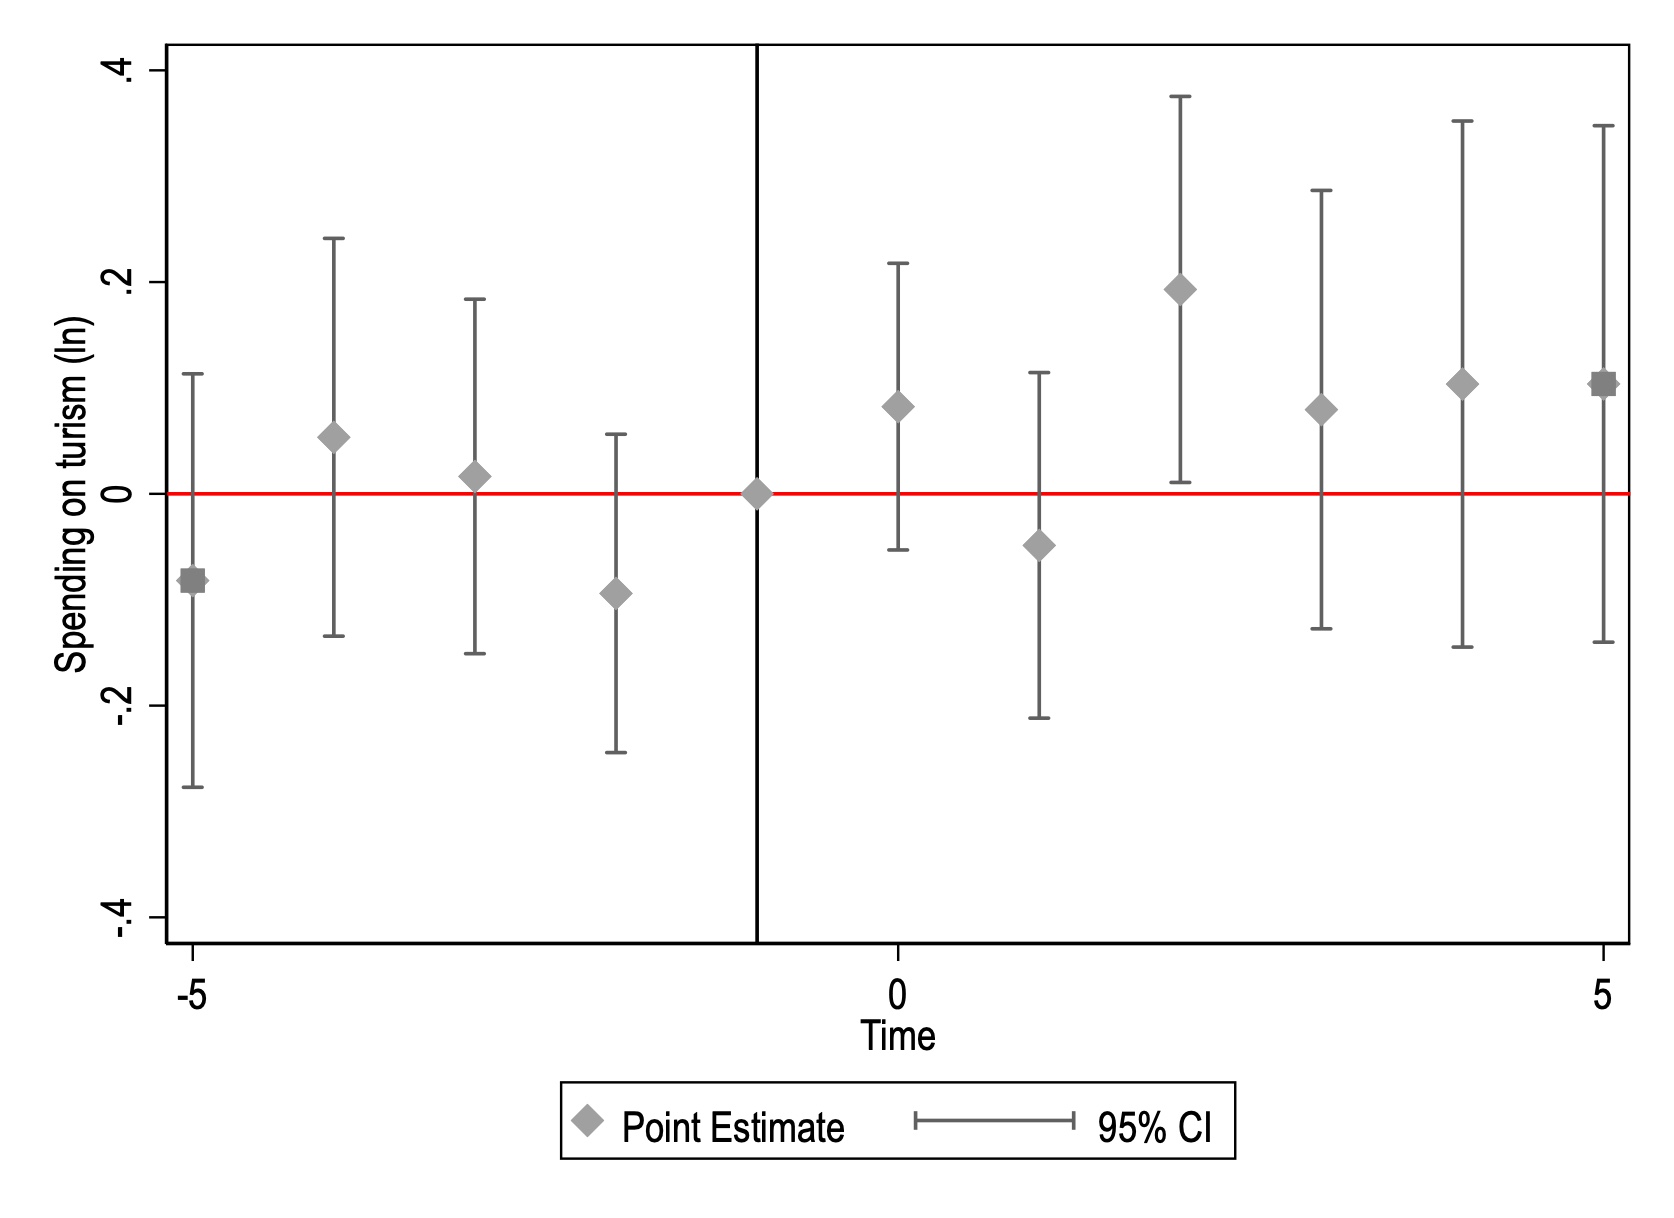 .4
.2
0
-.2
-.4
Spending on turism (ln)
-5
0
5
Time
Point Estimate
95% CI